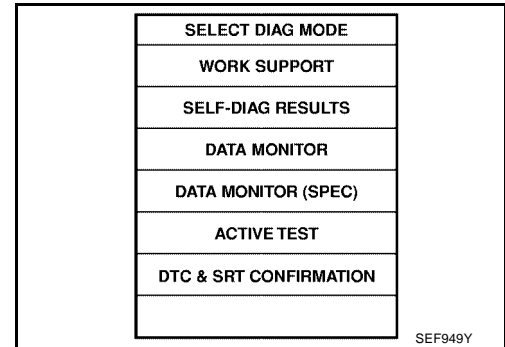 SELECT DIAG MODE
WORK SUPPORT
SELF-DIAG RESULTS
DATA MONITOR
DATA MONITOR (SPEC)
ACTIVE TEST
DTC & SRT CONFIRMATION
SEF949Y